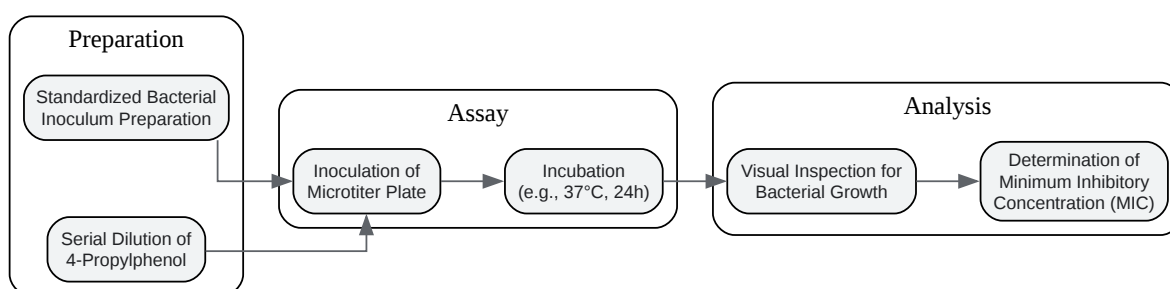 Preparation
Standardized Bacterial
Inoculum Preparation
Serial Dilution of
4-Propylphenol
Assay
Inoculation of
Microtiter Plate
Incubation
(e.g., 37°C, 24h)
Analysis
Visual Inspection for
Bacterial Growth
Determination of
Minimum Inhibitory
Concentration (MIC)